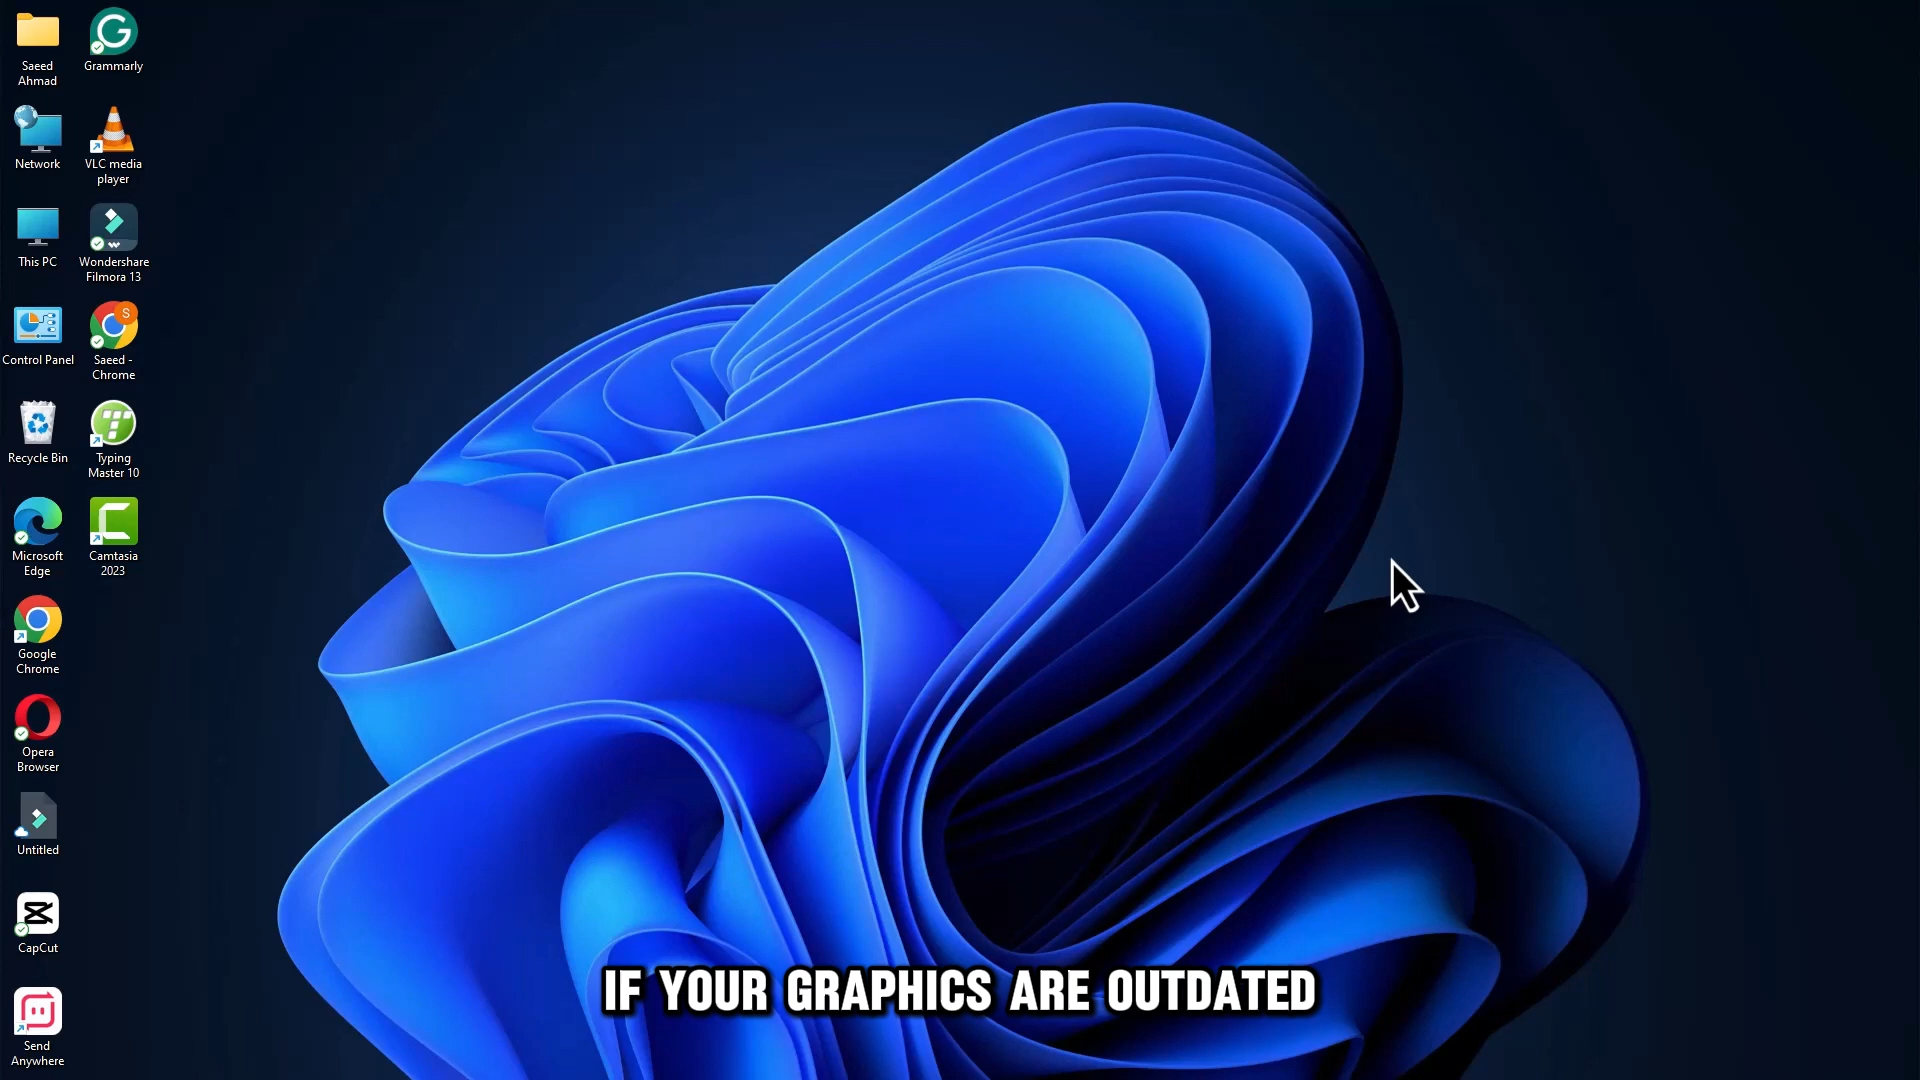 Saeed
Ahmad
Grammarly
Network
VLC media
player
This PC
Wondershare
Filmora 13
Control Panel
S
Saeed -
Chrome
Recycle Bin
Typing
Master 10
Microsoft
Edge
Camtasia
2023
Google
Chrome
Opera
Browser
Untitled
CapCut
Send
Anywhere
IF YOUR GRAPHICS ARE OUTDATED